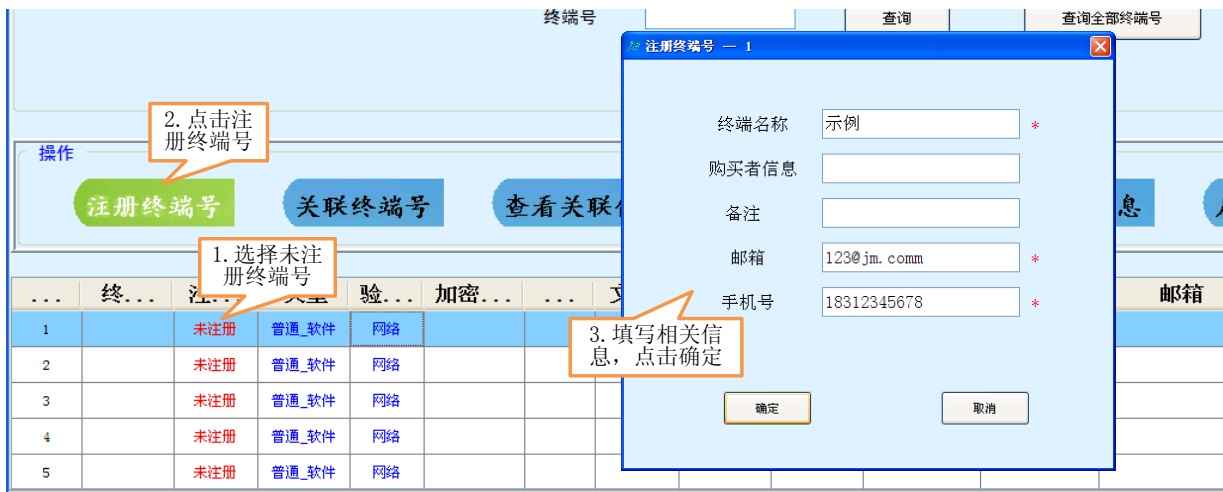 终端号
查询
查询全部终端号
注册终端号 — 1
2.点击注
册终端号
终端名称
示例
*
操作
购买者信息
注册终端号
关联终端号
查看关联
息
备注
1.选择未注
册终端号
邮箱
123@jm.comm
*
...
终...
验...
加密...
...
邮箱
手机号
18312345678
*
3.填写相关信
息，点击确定
1
未注册
普通_软件
网络
2
未注册
普通_软件
网络
3
未注册
普通_软件
网络
确定
取消
4
未注册
普通_软件
网络
5
未注册
普通_软件
网络